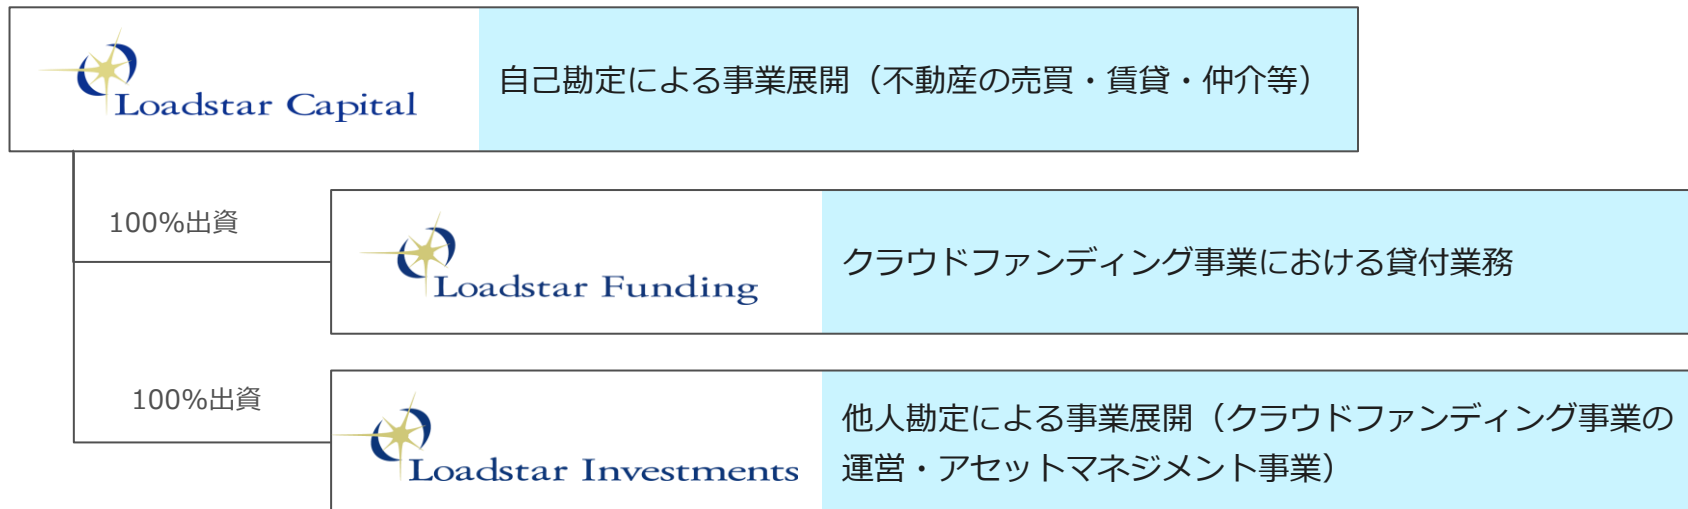 Loadstar Capital
自己勘定による事業展開（不動産の売買・賃貸・仲介等）
100%出資
Loadstar Funding
クラウドファンディング事業における貸付業務
100%出資
Loadstar Investments
他人勘定による事業展開（クラウドファンディング事業の
運営・アセットマネジメント事業）